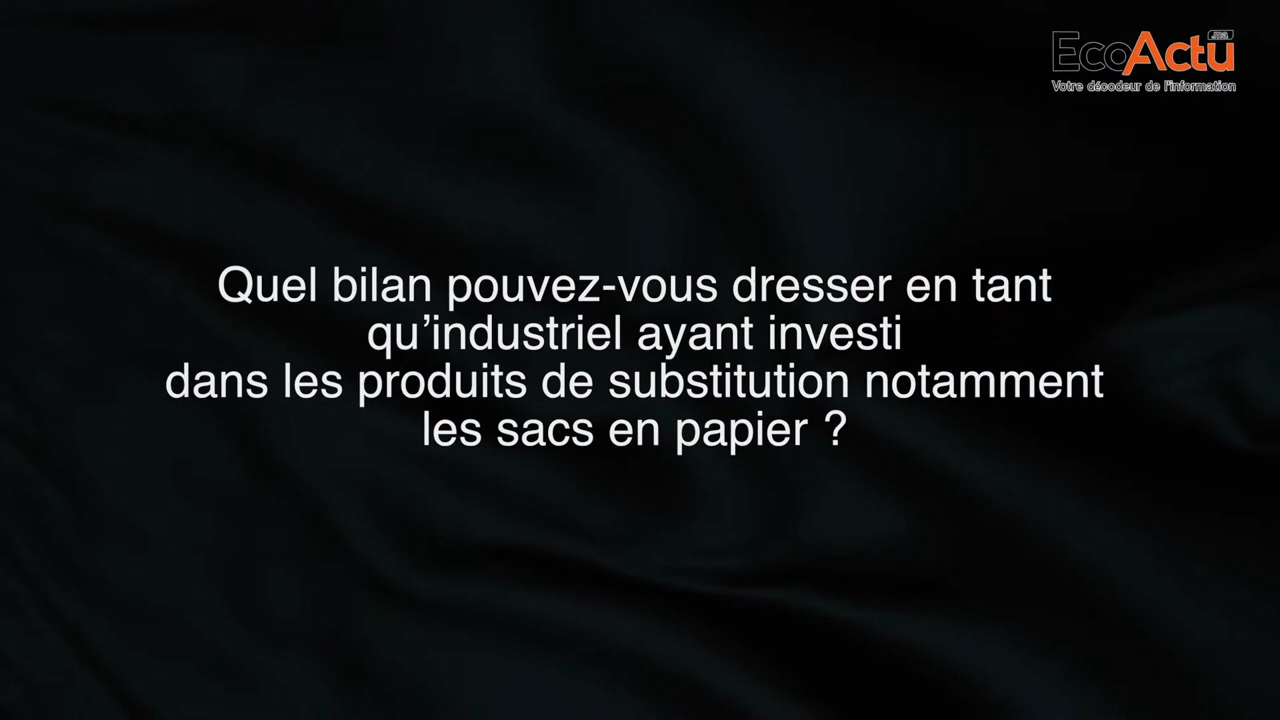 EcoActu
.ma
Votre décodeur de l'information
Quel bilan pouvez-vous dresser en tant
qu’industriel ayant investi
dans les produits de substitution notamment
les sacs en papier ?